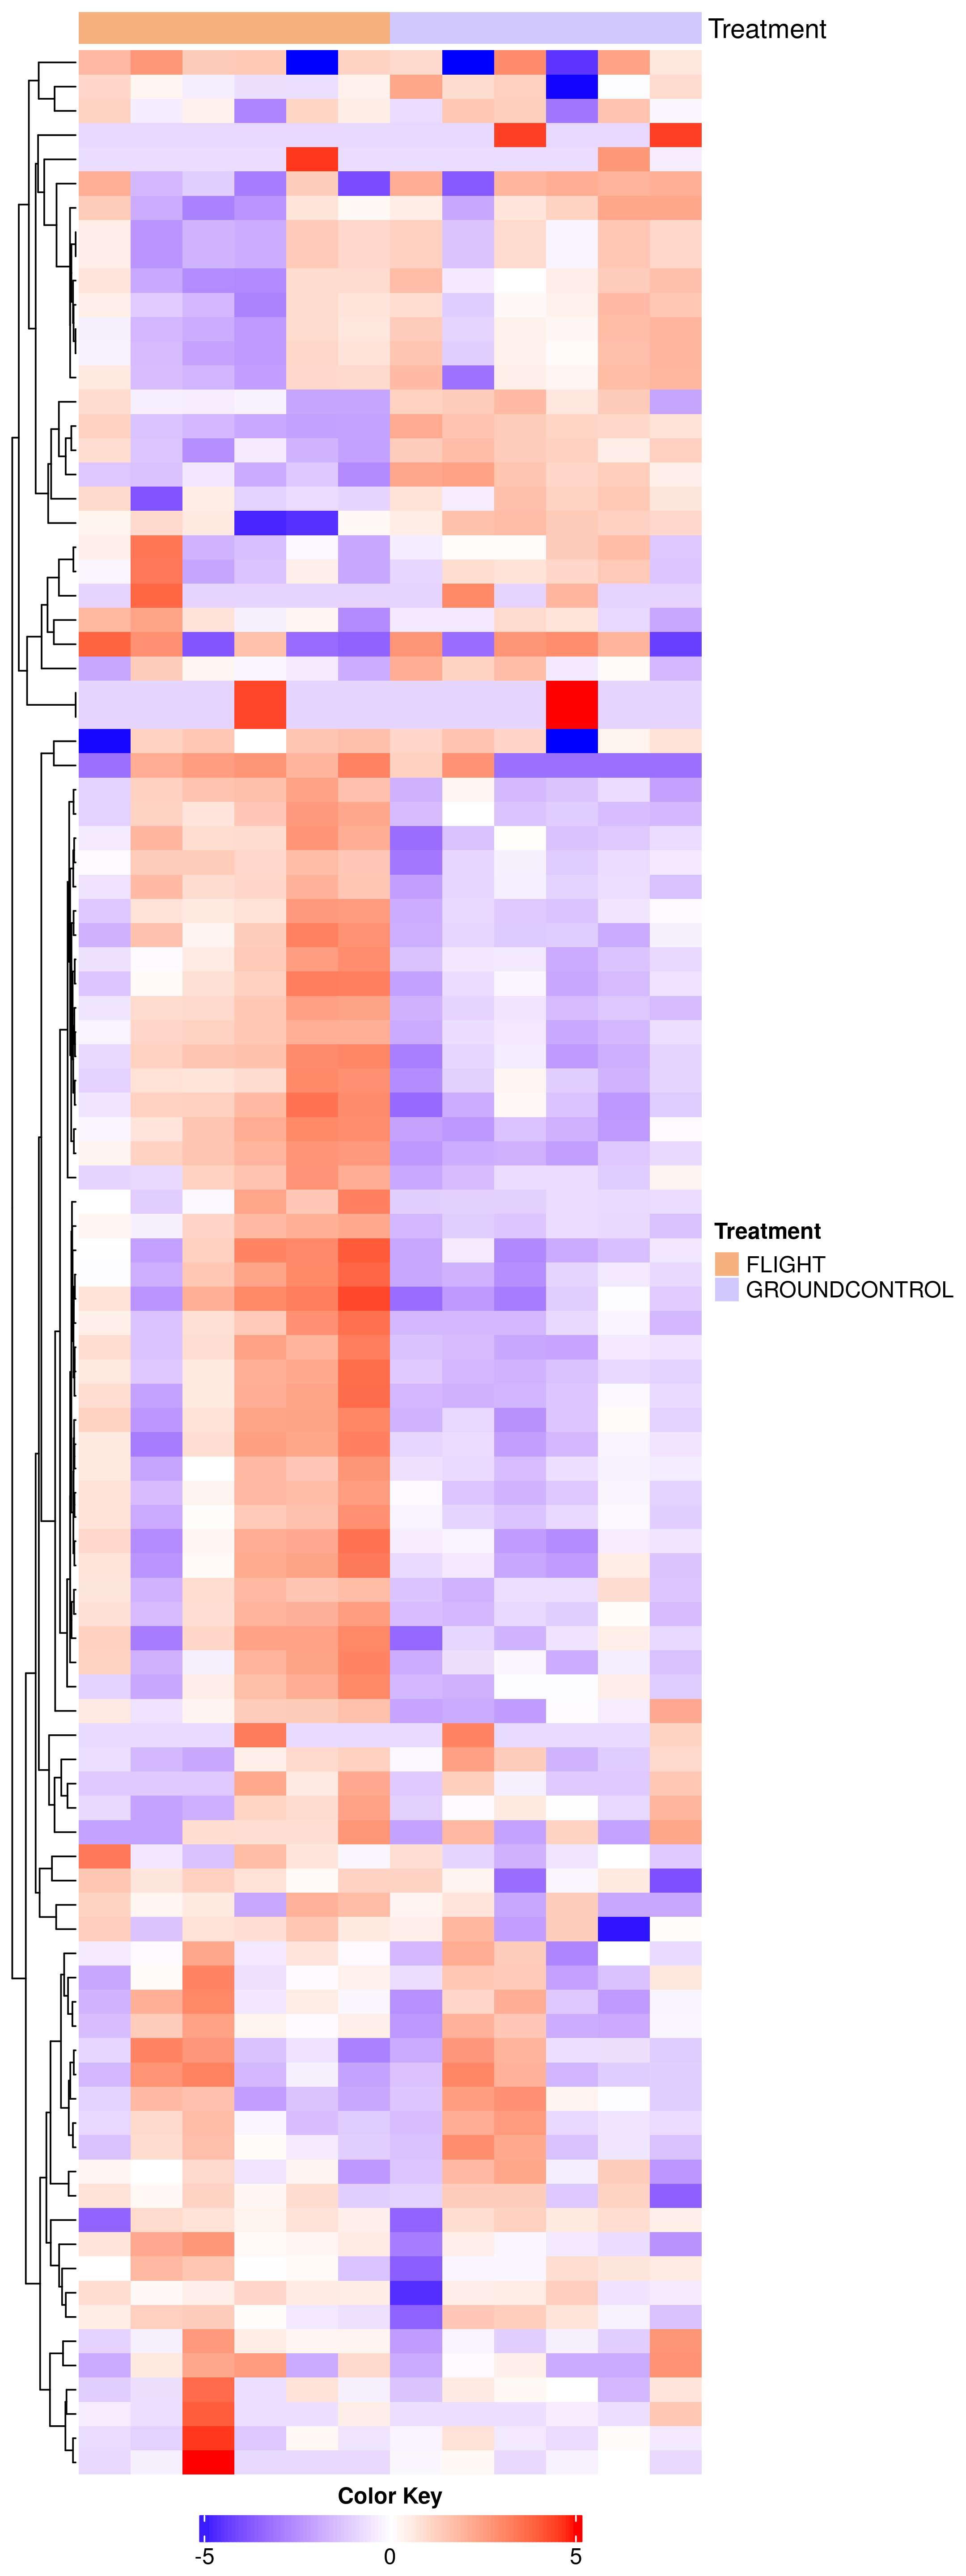 Treatment
Treatment
FLIGHT
GROUNDCONTROL
Color Key
-5 0 5